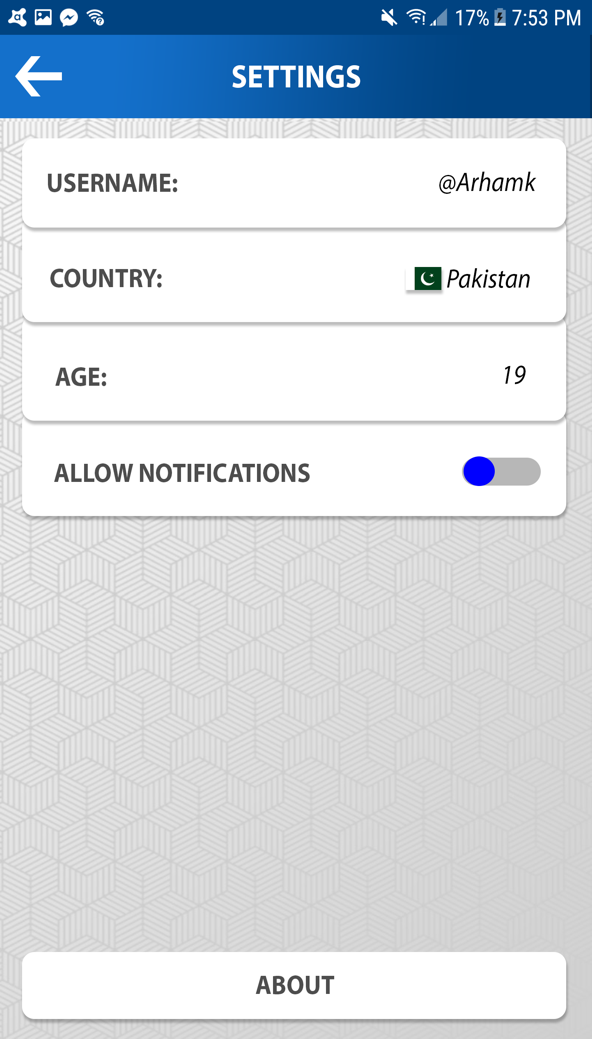 17% 7:53 PM
SETTINGS
USERNAME: @Arhamk
COUNTRY: Pakistan
AGE: 19
ALLOW NOTIFICATIONS
ABOUT